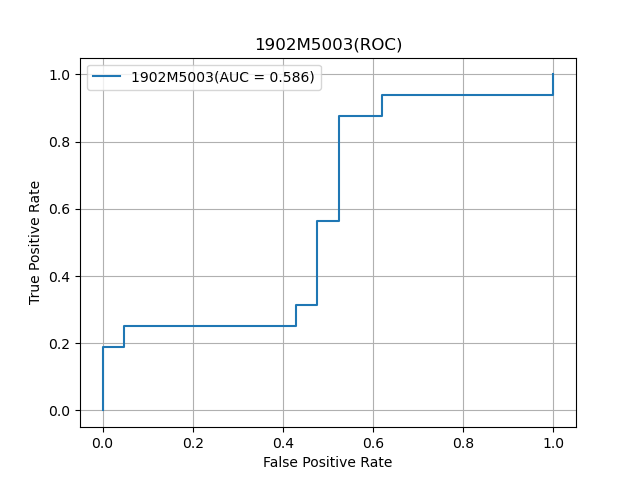 1902M5003(ROC)
1902M5003(AUC = 0.586)
True Positive Rate
1.0
0.8
0.6
0.4
0.2
0.0
0.0 0.2 0.4 0.6 0.8 1.0
False Positive Rate